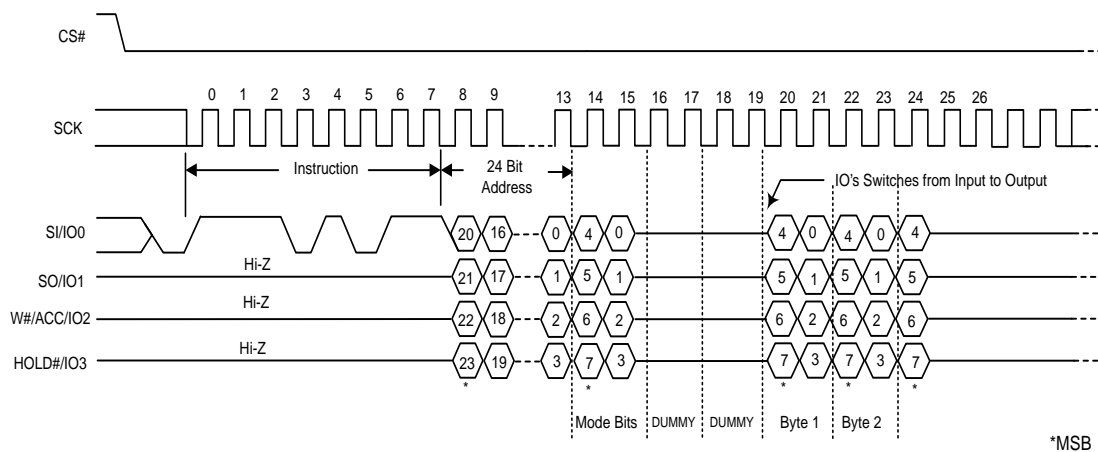 CS#
0 1 2 3 4 5 6 7 8 9 13 14 15 16 17 18 19 20 21 22 23 24 25 26
SCK
Instruction
24 Bit
Address
IO's Switches from Input to Output
SI/IO0 20 16 0 4 0 4 0 4 0 4
SO/IO1 Hi-Z 21 17 1 5 1 5 1 5 1 5
W#/ACC/IO2 Hi-Z 22 18 2 6 2 6 2 6 2 6
HOLD#/IO3 Hi-Z 23 19 3 7 3 7 3 7 3 7
* * * * *
Mode Bits DUMMY DUMMY Byte 1 Byte 2
*MSB